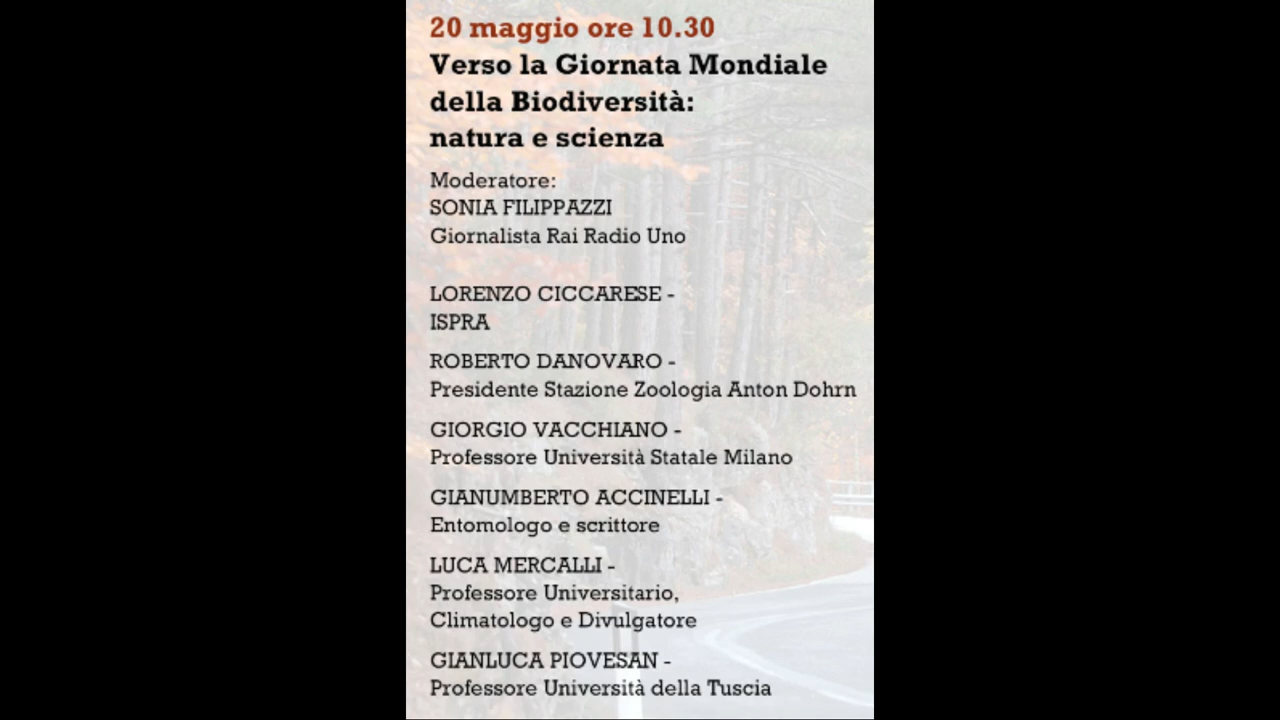 20 maggio ore 10.30
Verso la Giornata Mondiale
della Biodiversità:
natura e scienza
Moderatore:
SONIA FILIPPAZZI
Giornalista Rai Radio Uno
LORENZO CICCARESE -
ISPRA
ROBERTO DANOVARO -
Presidente Stazione Zoologia Anton Dohrn
GIORGIO VACCHIANO -
Professore Università Statale Milano
GIANUMBERTO ACCINELLI -
Entomologo e scrittore
LUCA MERCALLI -
Professore Universitario,
Climatologo e Divulgatore
GIANLUCA PIOVESAN -
Professore Università della Tuscia